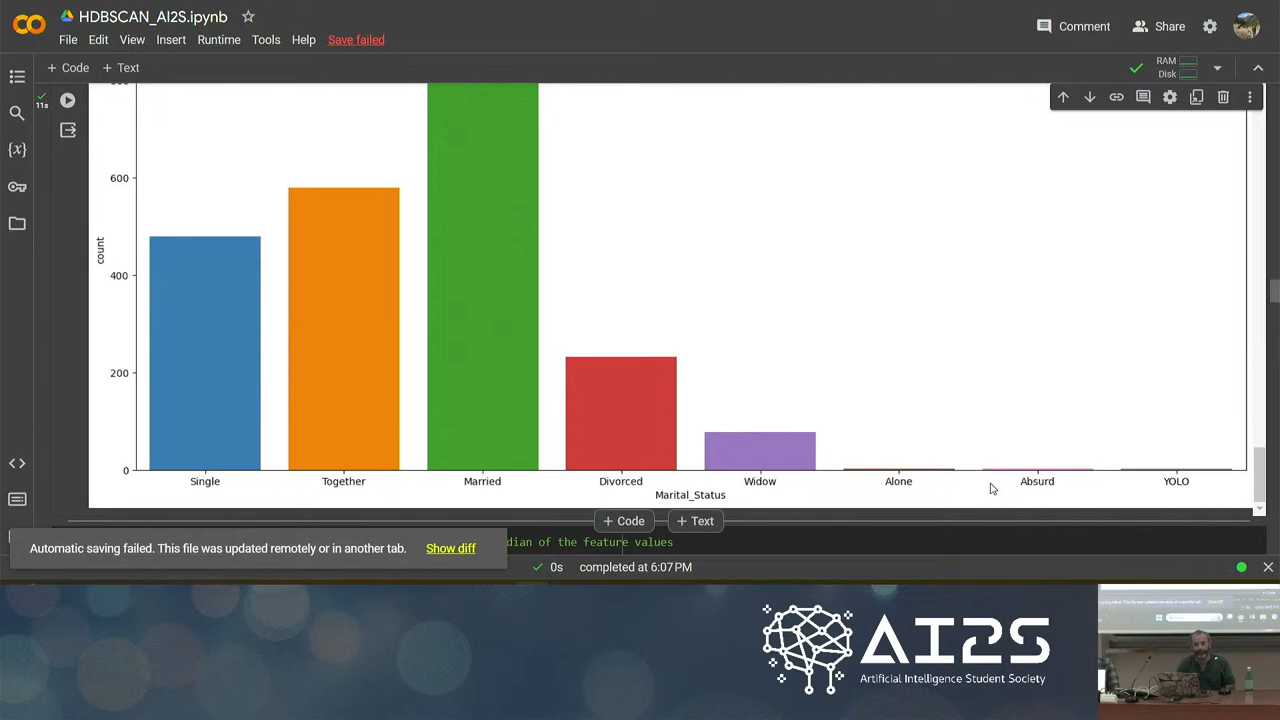 HDBSCAN_AI2S.ipynb
File Edit View Insert Runtime Tools Help Save failed
Comment
Share
+ Code + Text
RAM
Disk
11s
{x}
600
400
200
0
count
Single Together Married Divorced Widow Alone Absurd YOLO
Marital_Status
+ Code + Text
dian of the feature values
Automatic saving failed. This file was updated remotely or in another tab. Show diff
0s completed at 6:07 PM
AI2S
Artificial Intelligence Student Society